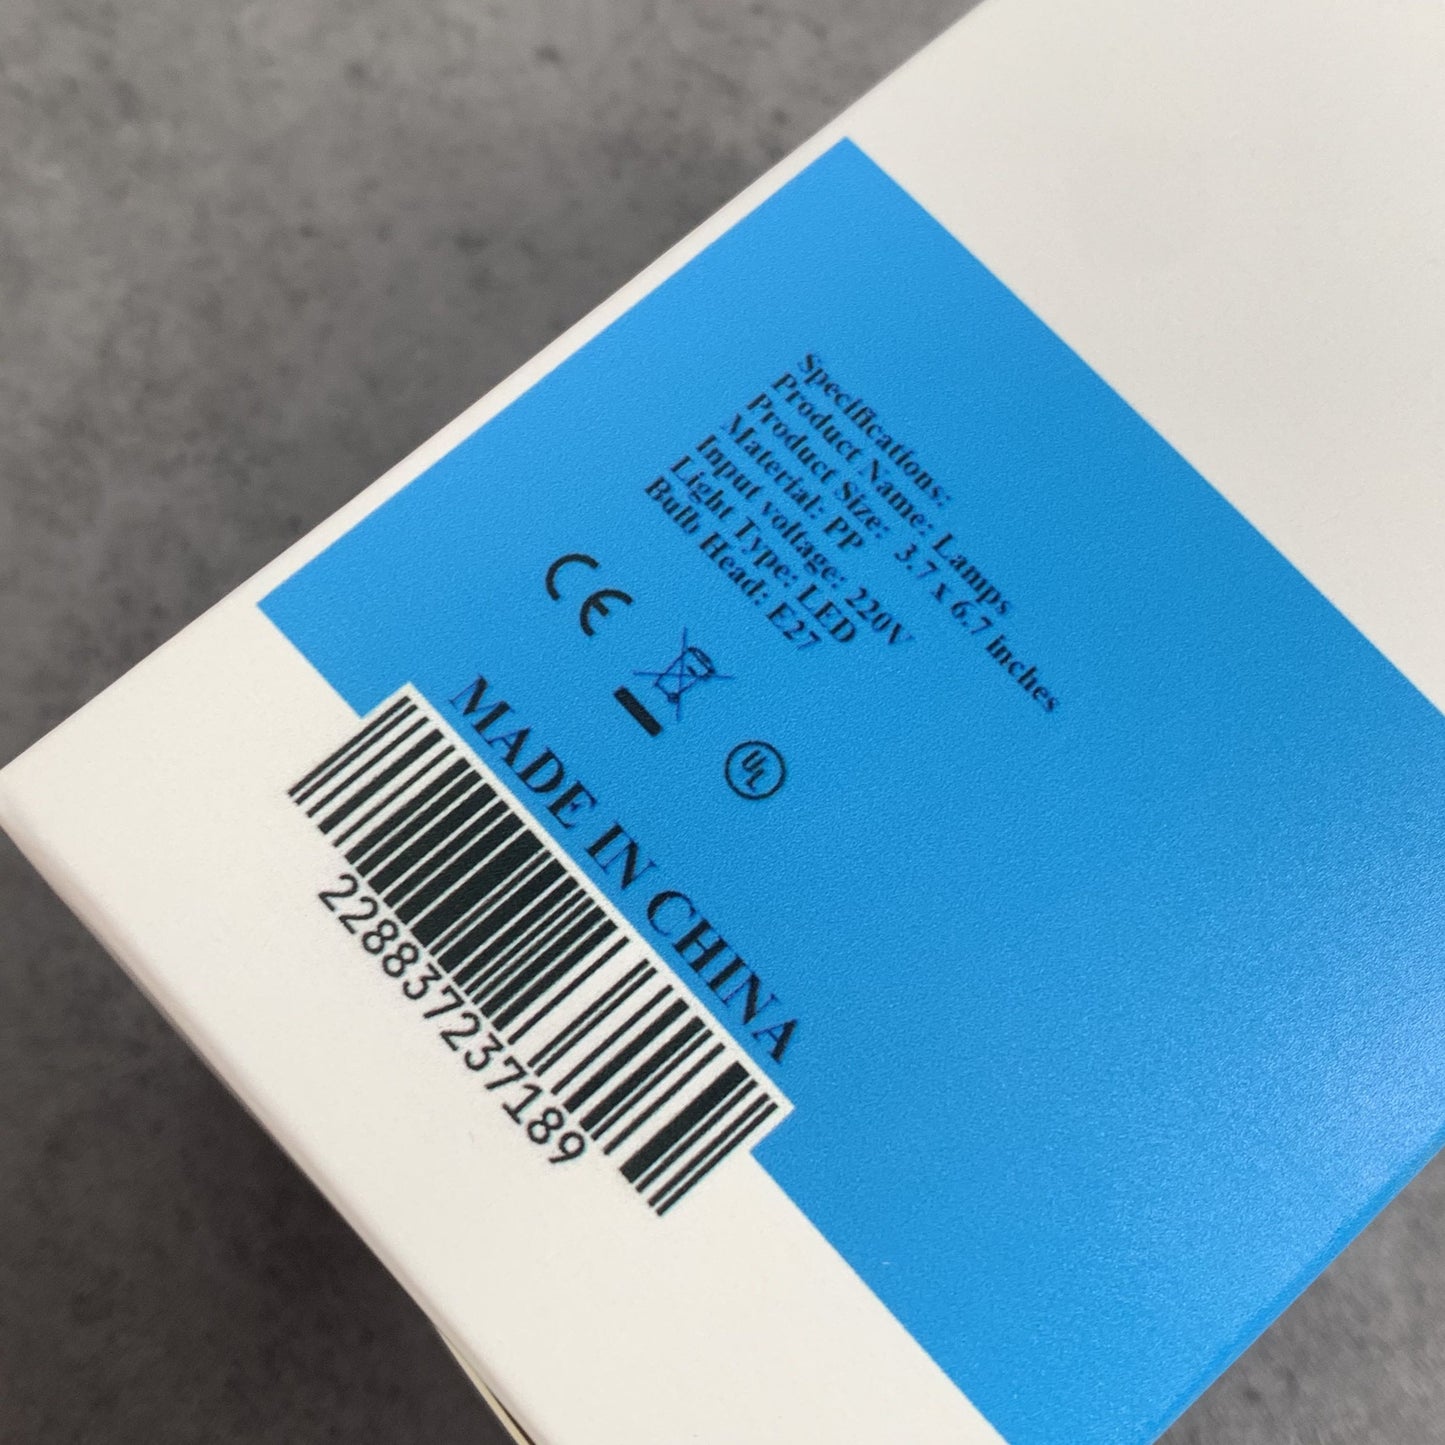 Specifications:
Product Name: Lamps
Product Size: 3.7 x 6.7 inches
Material: PP
Input voltage: 220V
Light Type: LED
Bulb Head: E27
CE
UL
MADE IN CHINA
228837237189